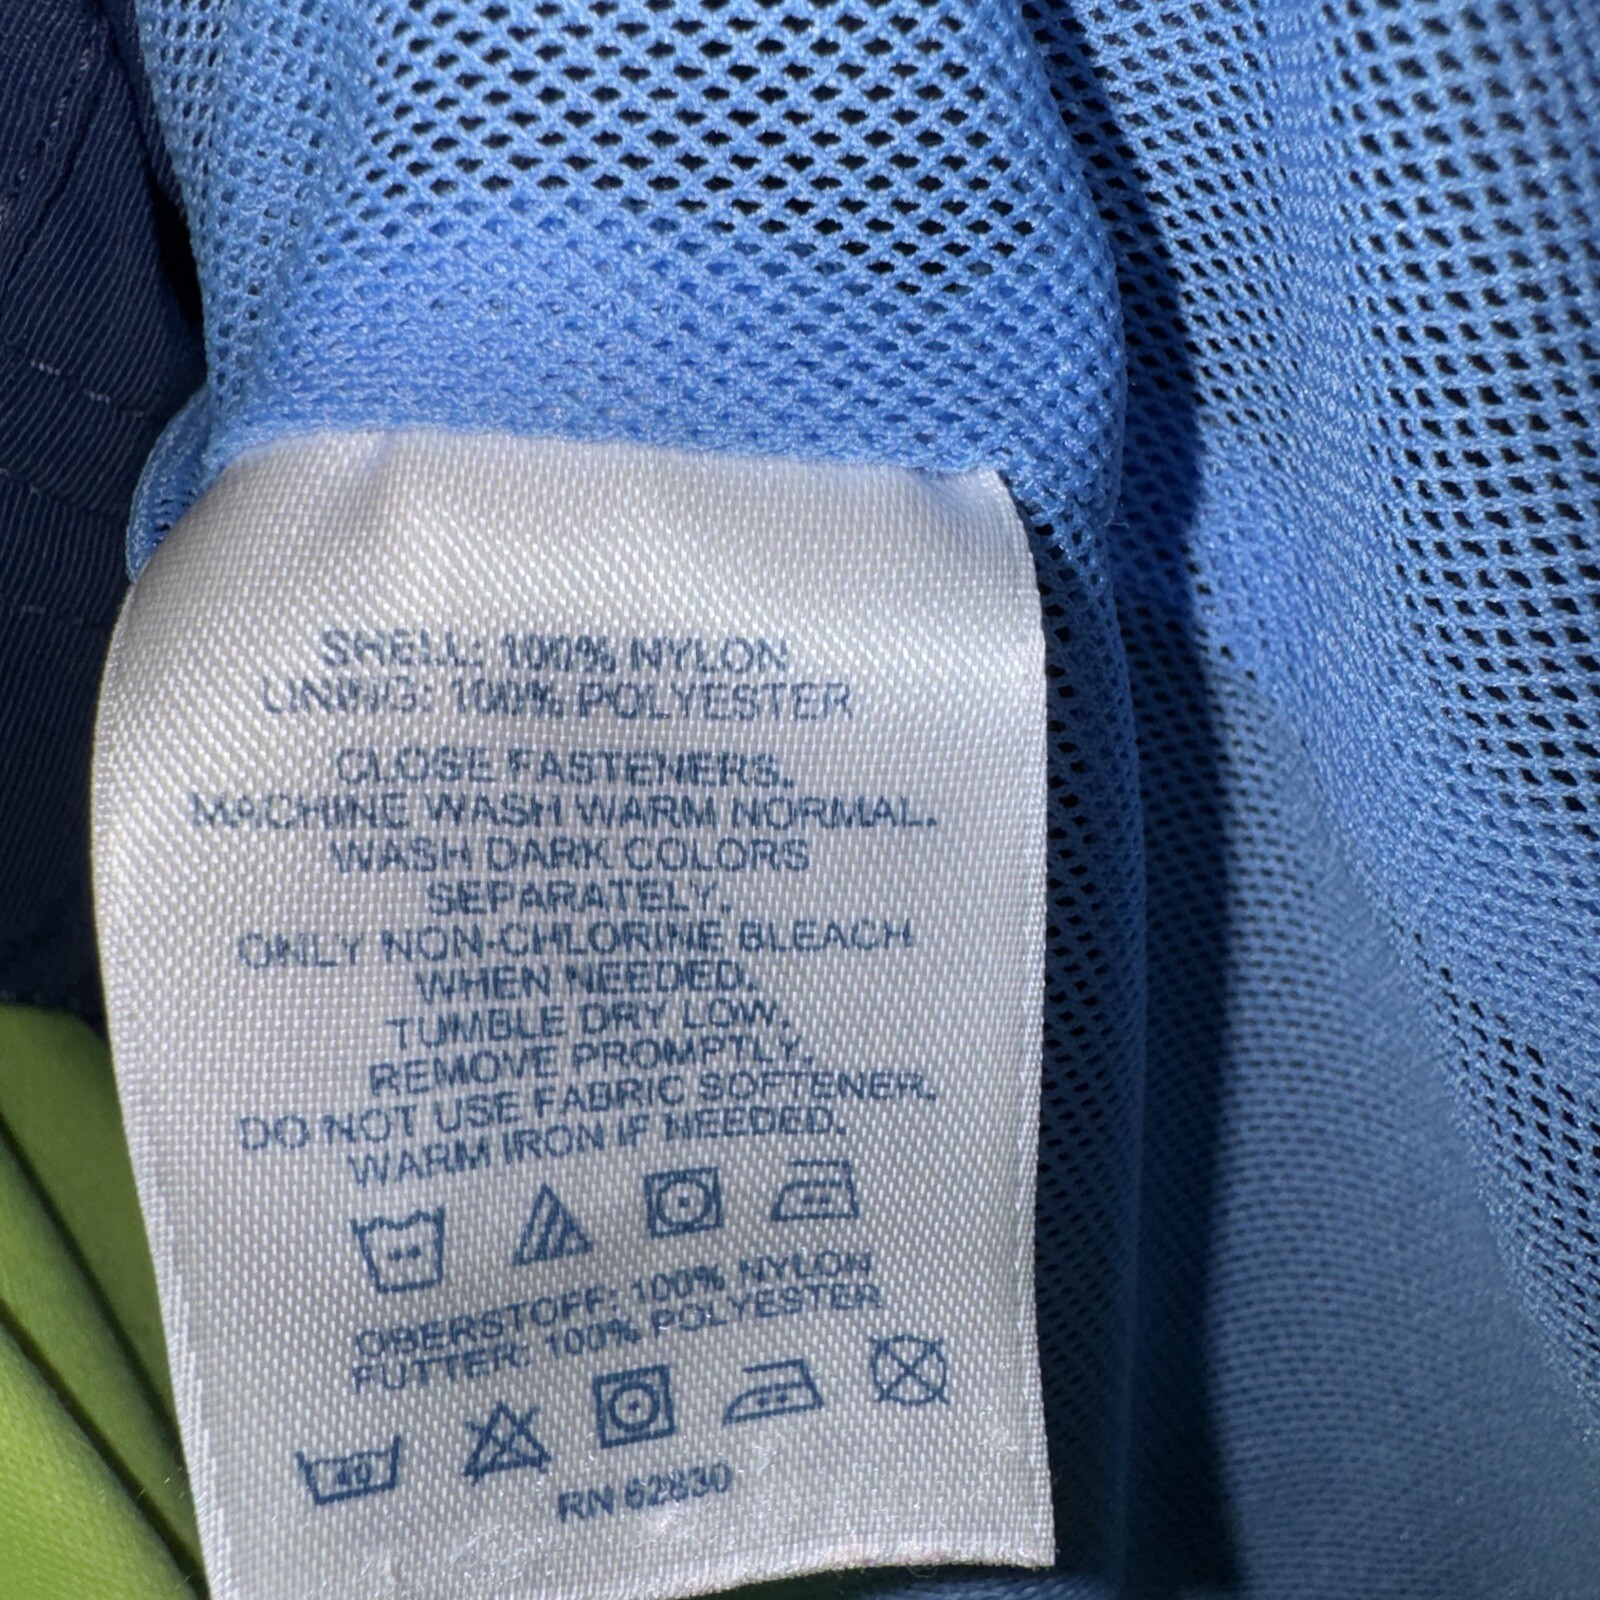 SHELL: 100% NYLON
LINING: 100% POLYESTER
CLOSE FASTENERS.
MACHINE WASH WARM NORMAL.
WASH DARK COLORS
SEPARATELY.
ONLY NON-CHLORINE BLEACH
WHEN NEEDED.
TUMBLE DRY LOW.
REMOVE PROMPTLY.
DO NOT USE FABRIC SOFTENER.
WARM IRON IF NEEDED.
OBERSTOFF: 100% NYLON
FUTTER: 100% POLYESTER
40
RN 62830